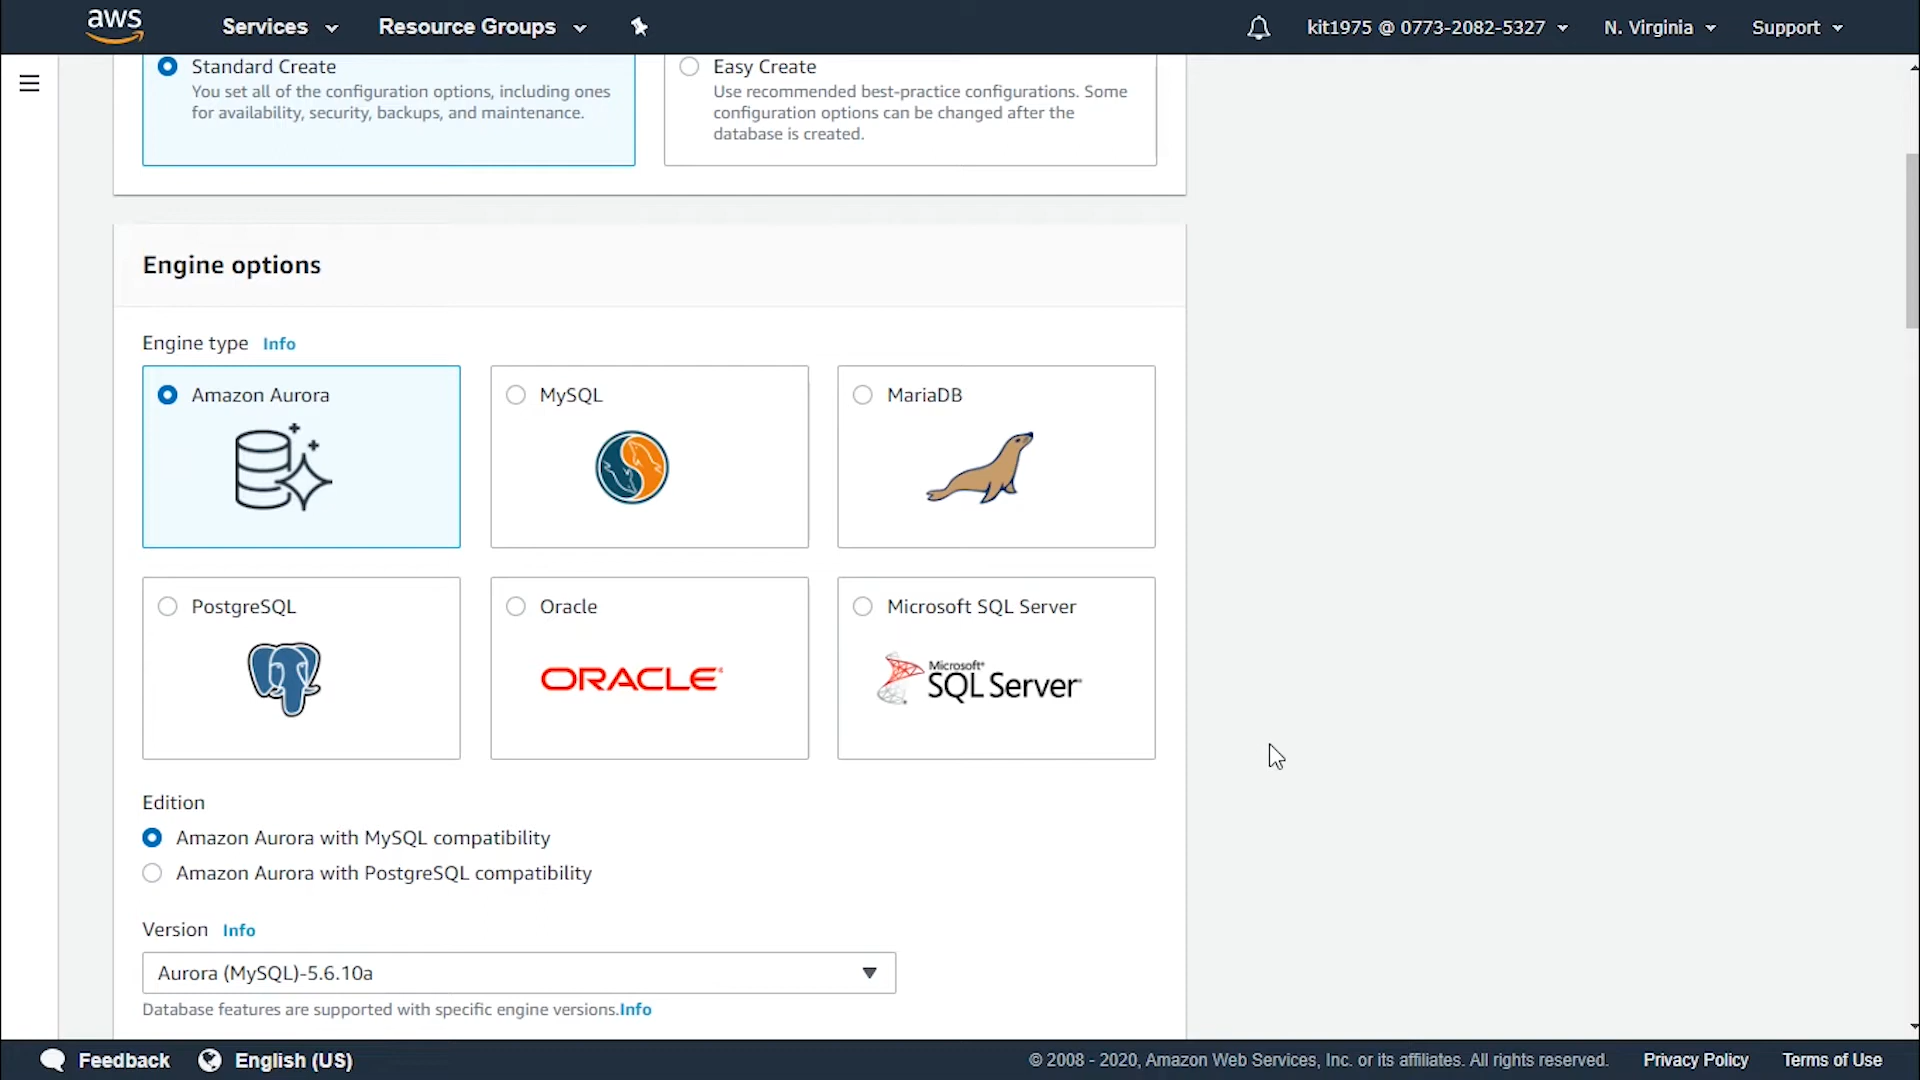 aws Services Resource Groups kit1975 @ 0773-2082-5327 N. Virginia Support
Standard Create
You set all of the configuration options, including ones
for availability, security, backups, and maintenance.
Easy Create
Use recommended best-practice configurations. Some
configuration options can be changed after the
database is created.
Engine options
Engine type Info
Amazon Aurora
MySQL
MariaDB
PostgreSQL
Oracle
ORACLE®
Microsoft SQL Server
Microsoft®
SQL Server®
Edition
Amazon Aurora with MySQL compatibility
Amazon Aurora with PostgreSQL compatibility
Version Info
Aurora (MySQL)-5.6.10a
Database features are supported with specific engine versions.Info
Feedback English (US) © 2008 - 2020, Amazon Web Services, Inc. or its affiliates. All rights reserved. Privacy Policy Terms of Use